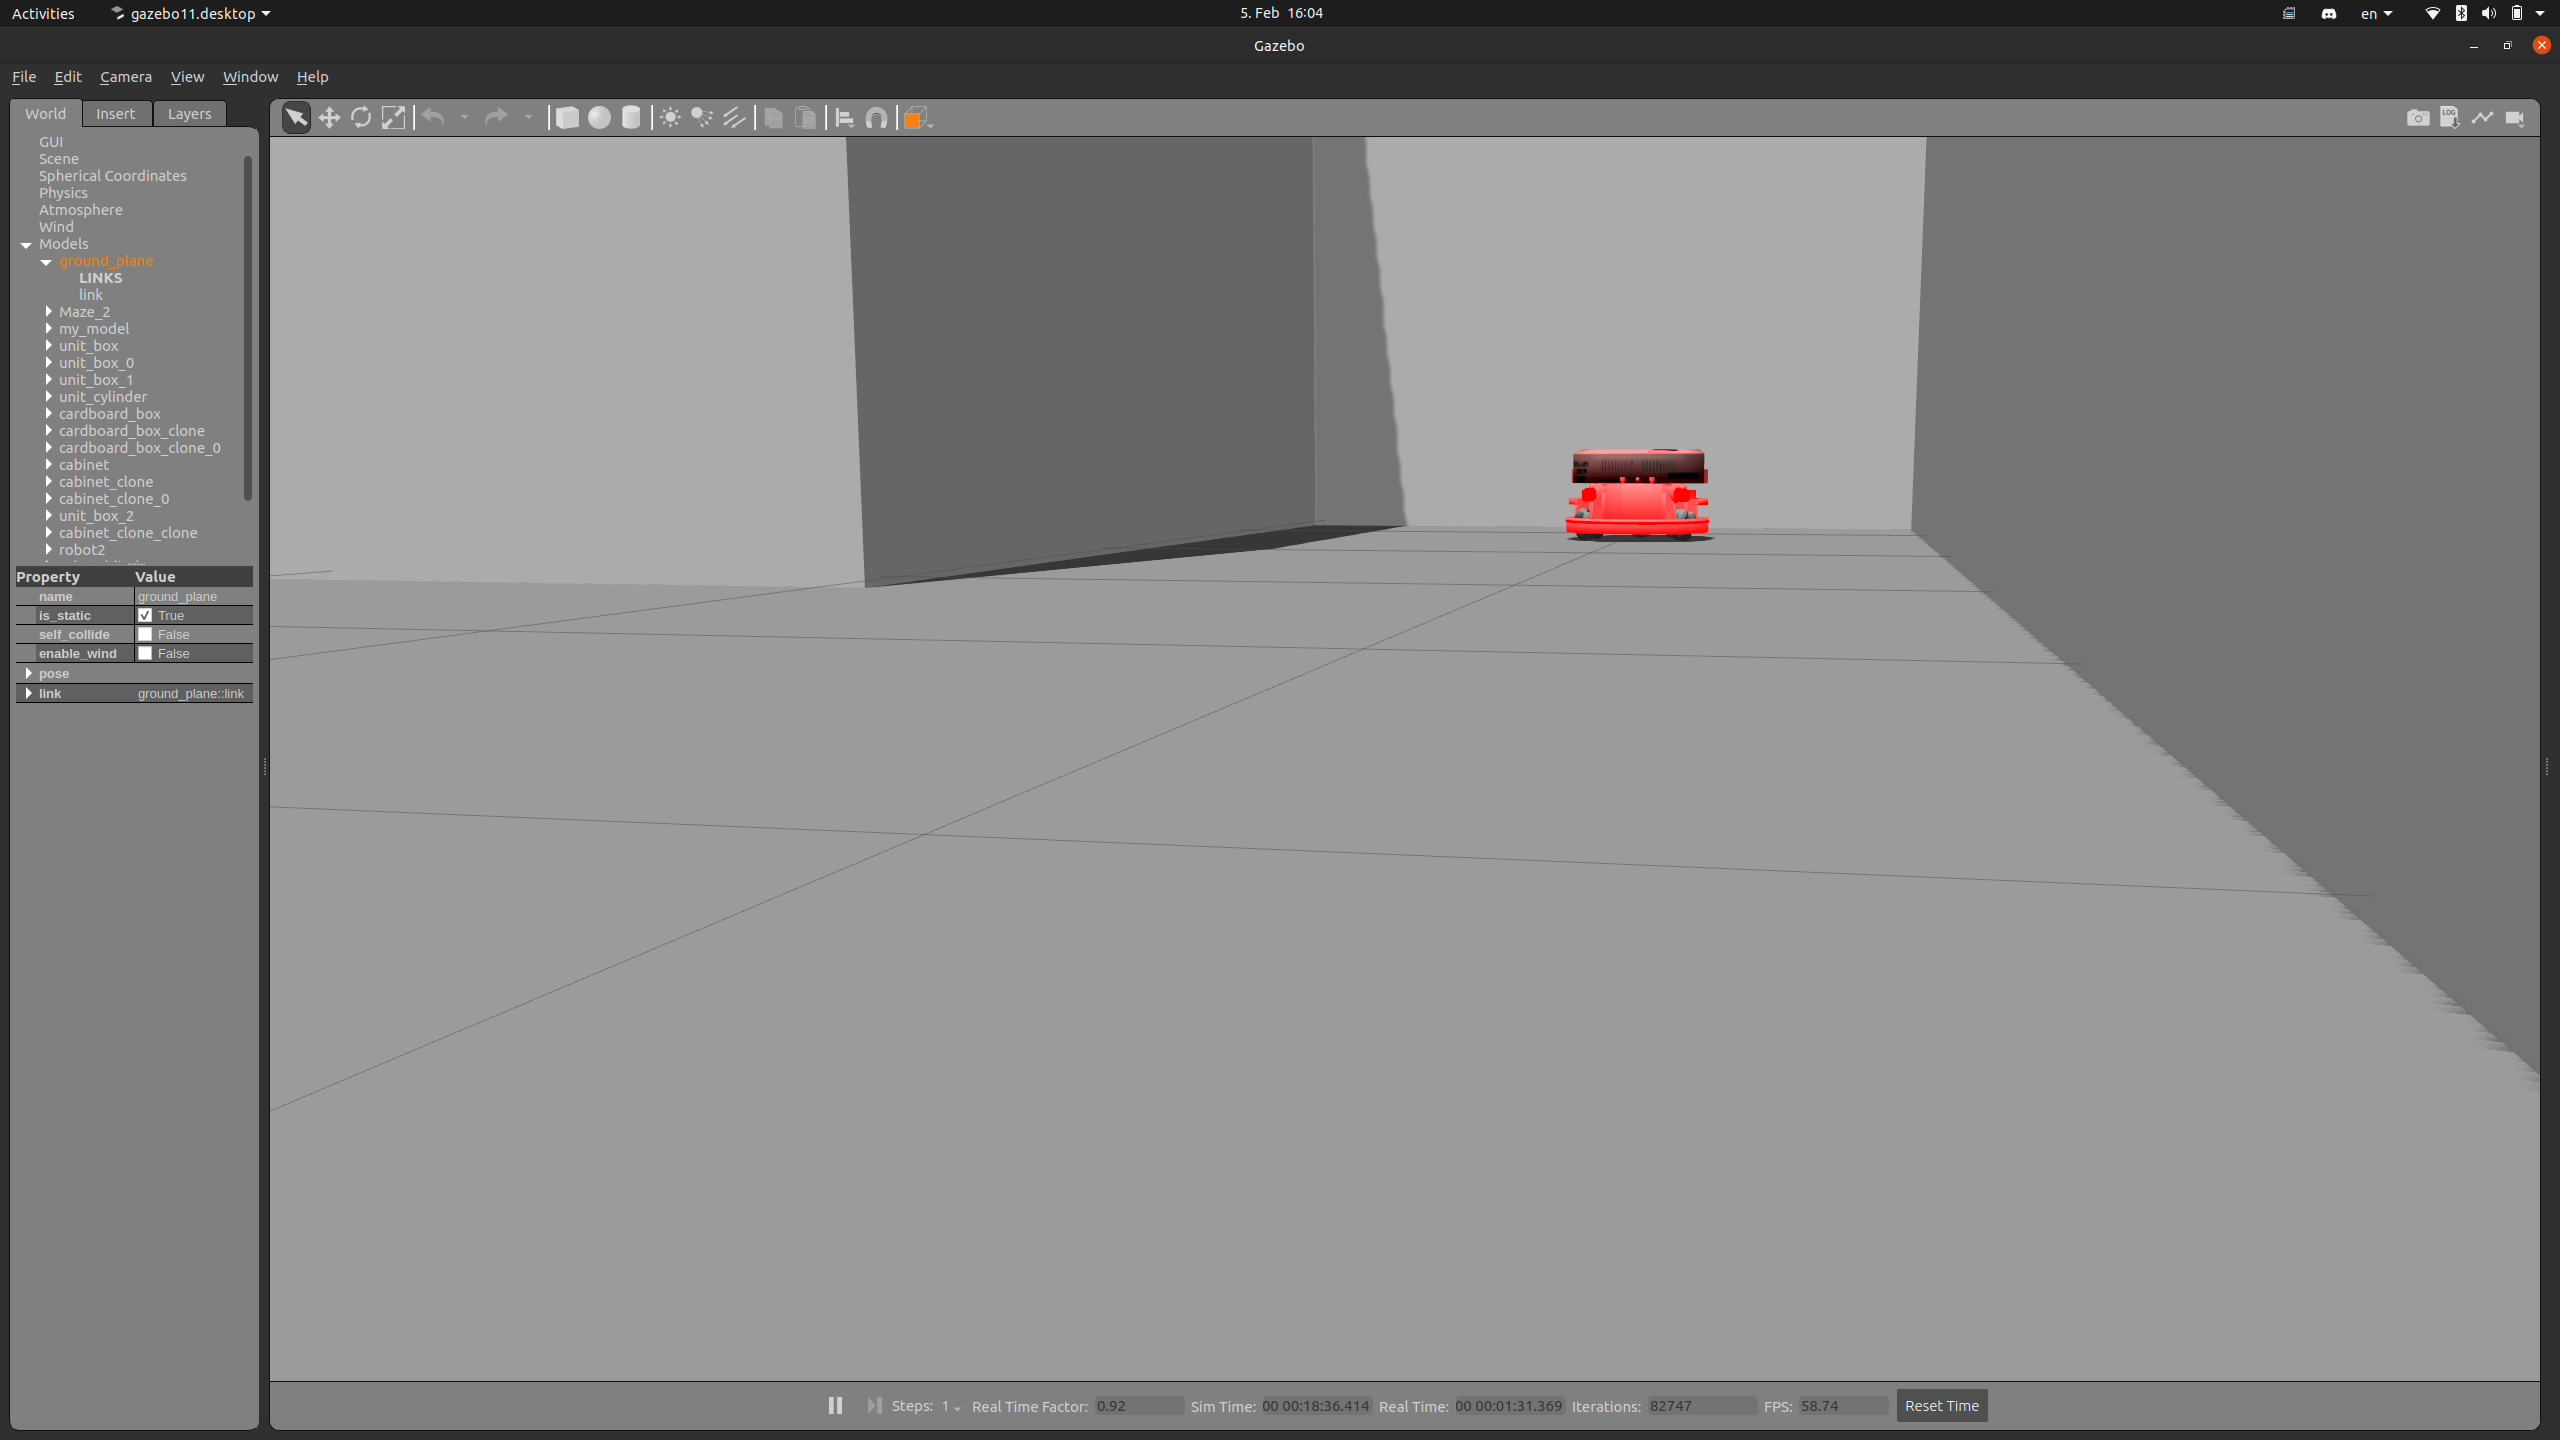 Activities gazebo11.desktop 5. Feb 16:04 en
Gazebo
File Edit Camera View Window Help
World Insert Layers
LOG
GUI
Scene
Spherical Coordinates
Physics
Atmosphere
Wind
Models
ground_plane
LINKS
link
Maze_2
my_model
unit_box
unit_box_0
unit_box_1
unit_cylinder
cardboard_box
cardboard_box_clone
cardboard_box_clone_0
cabinet
cabinet_clone
cabinet_clone_0
unit_box_2
cabinet_clone_clone
robot2
Property Value
name ground_plane
is_static True
self_collide False
enable_wind False
pose
link ground_plane::link
Steps: 1 Real Time Factor: 0.92 Sim Time: 00 00:18:36.414 Real Time: 00 00:01:31.369 Iterations: 82747 FPS: 58.74 Reset Time